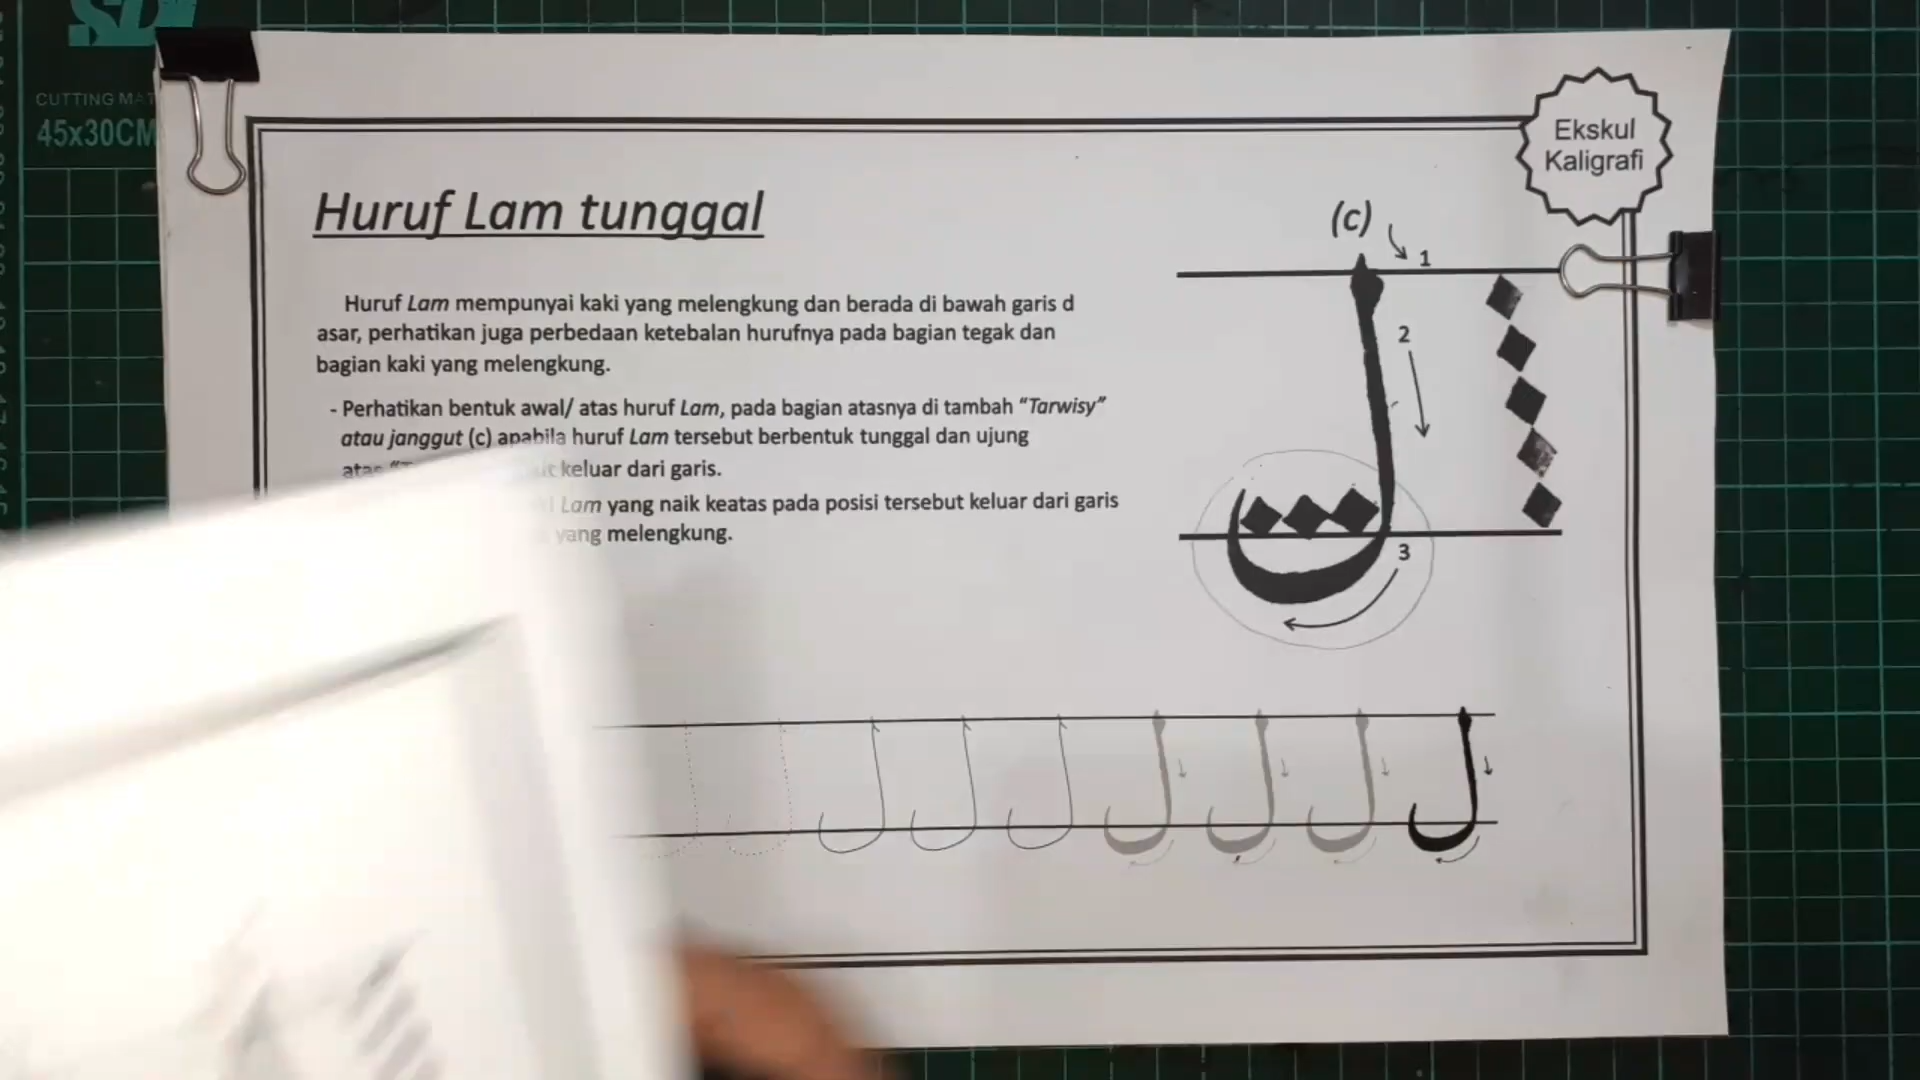 CUTTING MAT
45x30CM
Ekskul
Kaligrafi
Huruf Lam tunggal
(c)
1
2
3
Huruf Lam mempunyai kaki yang melengkung dan berada di bawah garis d
asar, perhatikan juga perbedaan ketebalan hurufnya pada bagian tegak dan
bagian kaki yang melengkung.
- Perhatikan bentuk awal/ atas huruf Lam, pada bagian atasnya di tambah “Tarwisy”
atau janggut (c) apabila huruf Lam tersebut berbentuk tunggal dan ujung
keluar dari garis.
Lam yang naik keatas pada posisi tersebut keluar dari garis
yang melengkung.
ل ل ل ل ل ل ل ل ل